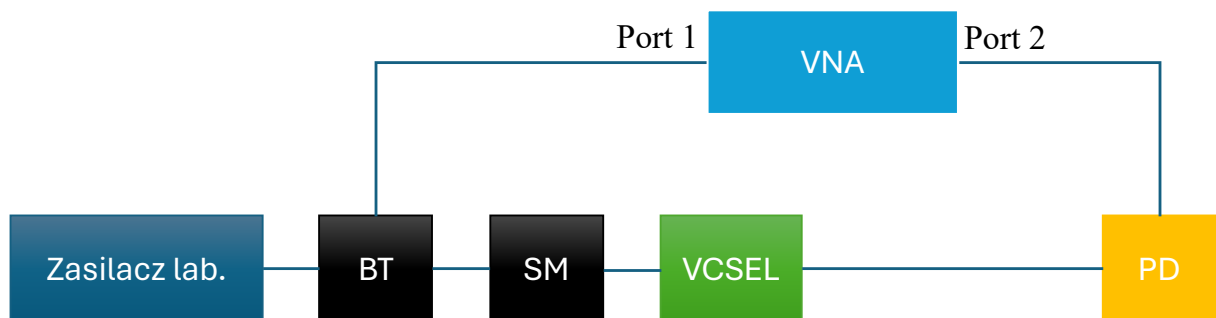 Port 1
VNA
Port 2
Zasilacz lab.
BT
SM
VCSEL
PD